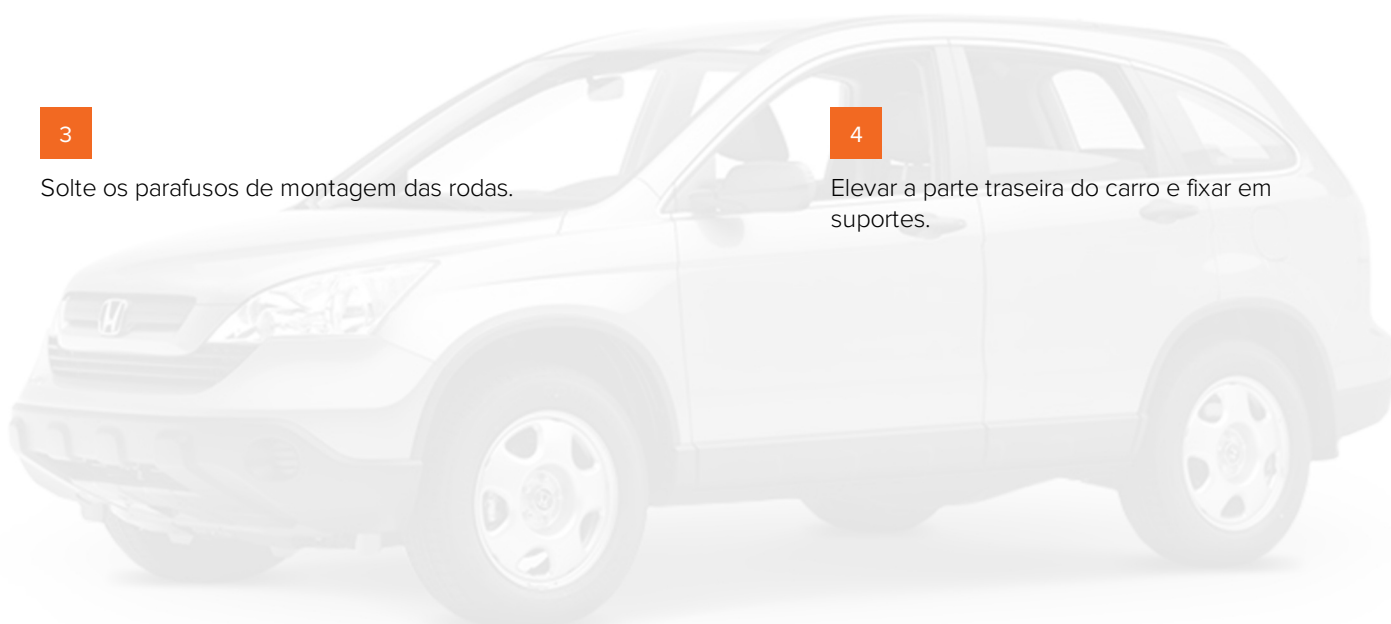 3
Solte os parafusos de montagem das rodas.
4
Elevar a parte traseira do carro e fixar em
suportes.